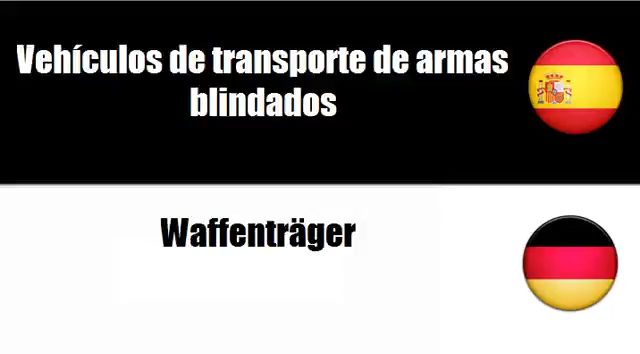 Vehículos de transporte de armas
blindados
Waffenträger